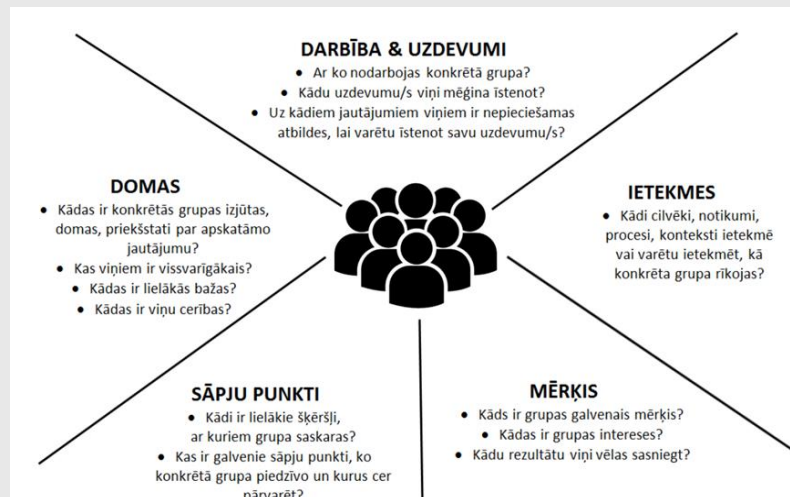 DARBĪBA & UZDEVUMI
• Ar ko nodarbojas konkrētā grupa?
• Kādu uzdevumu/s viņi mēģina īstenot?
• Uz kādiem jautājumiem viņiem ir nepieciešamas
atbildes, lai varētu īstenot savu uzdevumu/s?
DOMAS
• Kādas ir konkrētās grupas izjūtas,
domas, priekšstati par apskatāmo
jautājumu?
• Kas viņiem ir vissvarīgākais?
• Kādas ir lielākās bažas?
• Kādas ir viņu cerības?
IETEKMES
• Kādi cilvēki, notikumi,
procesi, konteksti ietekmē
vai varētu ietekmēt, kā
konkrēta grupa rīkojas?
SĀPJU PUNKTI
• Kādi ir lielākie šķēršļi,
ar kuriem grupa saskaras?
• Kas ir galvenie sāpju punkti, ko
konkrētā grupa piedzīvo un kurus cer
pārvarēt?
MĒRĶIS
• Kāds ir grupas galvenais mērķis?
• Kādas ir grupas intereses?
• Kādu rezultātu viņi vēlas sasniegt?